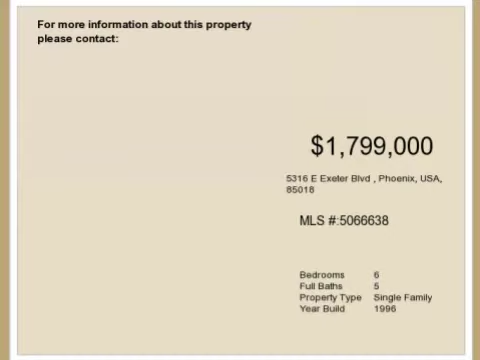 For more information about this property
please contact:
$1,799,000
5316 E Exeter Blvd , Phoenix, USA,
85018
MLS #:5066638
Bedrooms 6
Full Baths 5
Property Type Single Family
Year Build 1996